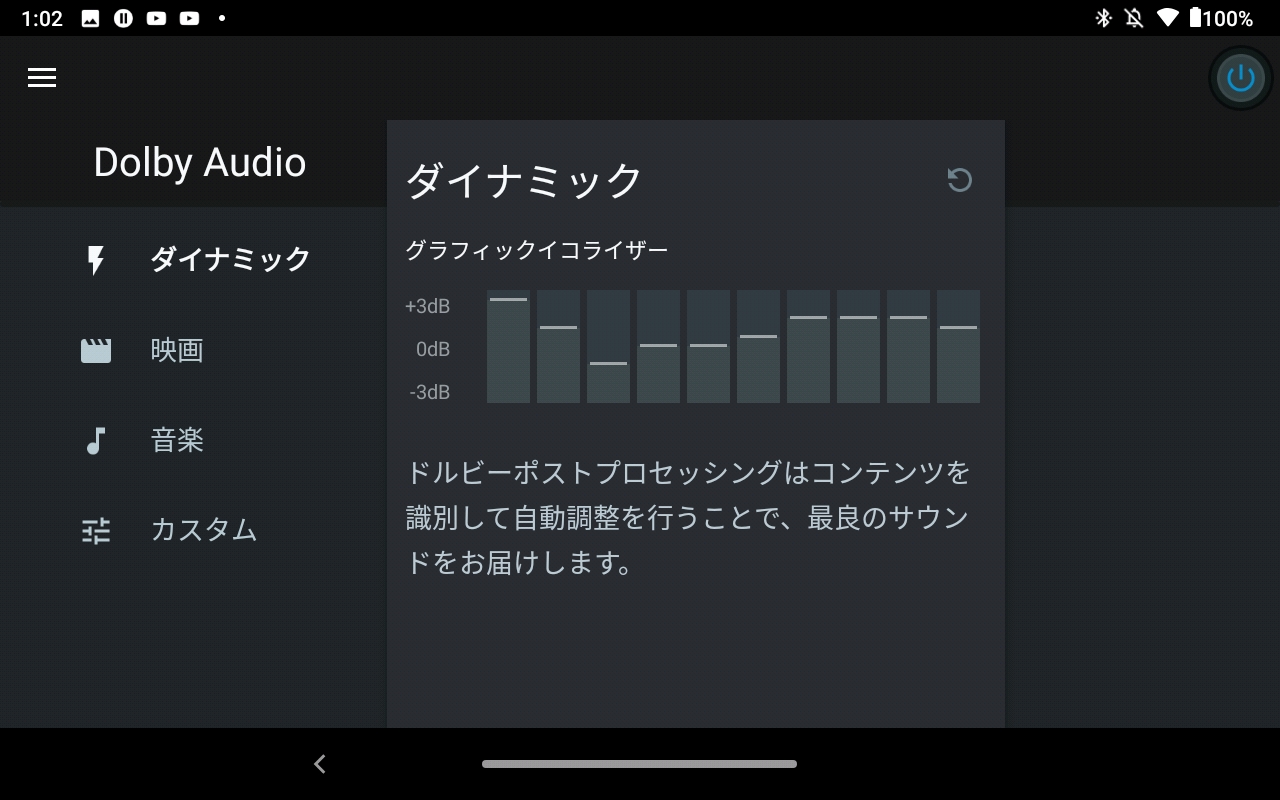 1:02
100%
Dolby Audio
ダイナミック
映画
音楽
カスタム
ダイナミック
グラフィックイコライザー
+3dB
0dB
-3dB
ドルビーポストプロセッシングはコンテンツを
識別して自動調整を行うことで、最良のサウン
ドをお届けします。